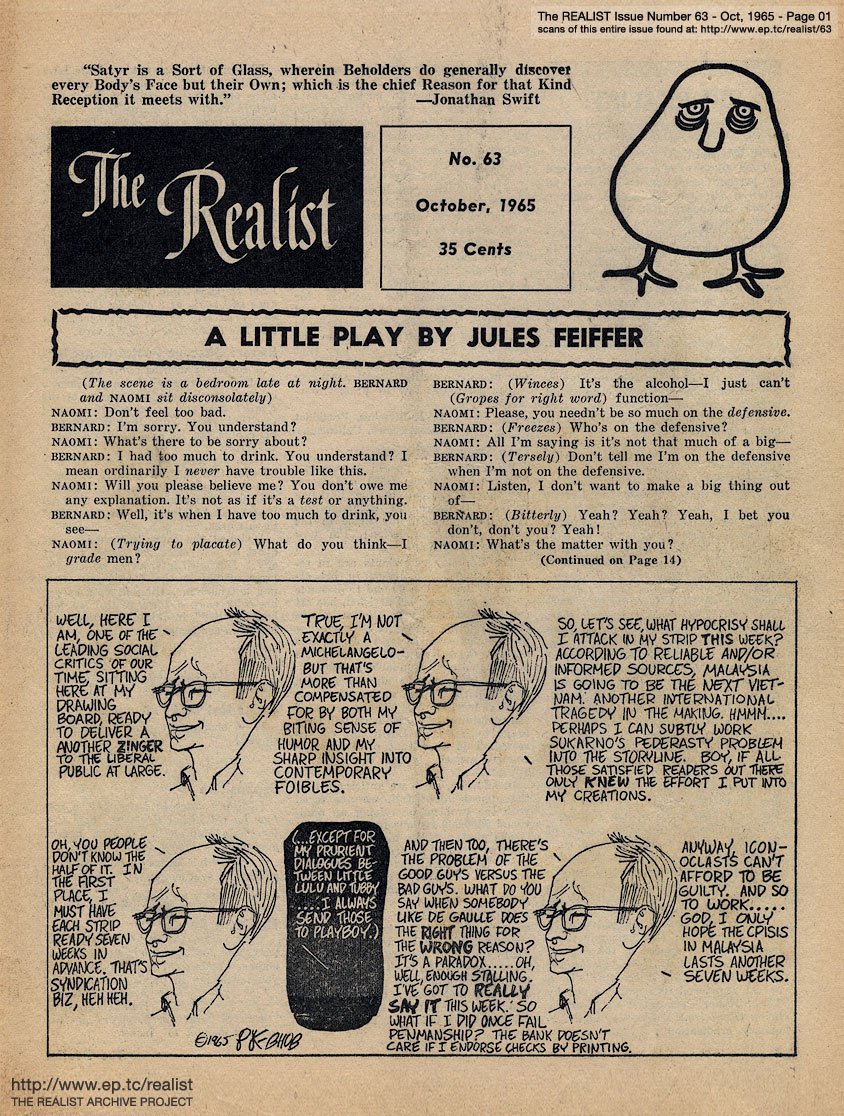 The REALIST Issue Number 63 - Oct, 1965 - Page 01
scans of this entire issue found at: http://www.ep.tc/realist/63
"Satyr is a Sort of Glass, wherein Beholders do generally discover
every Body's Face but their Own; which is the chief Reason for that Kind
Reception it meets with."
—Jonathan Swift
The Realist
No. 63
October, 1965
35 Cents
A LITTLE PLAY BY JULES FEIFFER
(The scene is a bedroom late at night. BERNARD
and NAOMI sit disconsolately)
NAOMI: Don't feel too bad.
BERNARD: I'm sorry. You understand?
NAOMI: What's there to be sorry about?
BERNARD: I had too much to drink. You understand? I
mean ordinarily I never have trouble like this.
NAOMI: Will you please believe me? You don't owe me
any explanation. It's not as if it's a test or anything.
BERNARD: Well, it's when I have too much to drink, you
see—
NAOMI: (Trying to placate) What do you think—I
grade men?
BERNARD: (Winces) It's the alcohol—I just can't
(Gropes for right word) function—
NAOMI: Please, you needn't be so much on the defensive.
BERNARD: (Freezes) Who's on the defensive?
NAOMI: All I'm saying is it's not that much of a big—
BERNARD: (Tersely) Don't tell me I'm on the defensive
when I'm not on the defensive.
NAOMI: Listen, I don't want to make a big thing out
of—
BERNARD: (Bitterly) Yeah? Yeah? Yeah, I bet you
don't, don't you? Yeah!
NAOMI: What's the matter with you?
(Continued on Page 14)
WELL, HERE I
AM, ONE OF THE
LEADING SOCIAL
CRITICS OF OUR
TIME, SITTING
HERE AT MY
DRAWING
BOARD, READY
TO DELIVER A
ANOTHER ZINGER
TO THE LIBERAL
PUBLIC AT LARGE.
TRUE, I'M NOT
EXACTLY A
MICHELANGELO-
BUT THAT'S
MORE THAN
COMPENSATED
FOR BY BOTH MY
BITING SENSE OF
HUMOR AND MY
SHARP INSIGHT INTO
CONTEMPORARY
FOIBLES.
SO, LET'S SEE, WHAT HYPOCRISY SHALL
I ATTACK IN MY STRIP THIS WEEK?
ACCORDING TO RELIABLE AND/OR
INFORMED SOURCES, MALAYSIA
IS GOING TO BE THE NEXT VIET-
NAM. ANOTHER INTERNATIONAL
TRAGEDY IN THE MAKING. HMMM....
PERHAPS I CAN SUBTLY WORK
SUKARNO'S PEDERASTY PROBLEM
INTO THE STORYLINE. BOY, IF ALL
THOSE SATISFIED READERS OUT THERE
ONLY KNEW THE EFFORT I PUT INTO
MY CREATIONS.
OH, YOU PEOPLE
DON'T KNOW THE
HALF OF IT. IN
THE FIRST
PLACE, I
MUST HAVE
EACH STRIP
READY SEVEN
WEEKS IN
ADVANCE. THAT'S
SYNDICATION
BIZ, HEH HEH.
(...EXCEPT FOR
MY PRURIENT
DIALOGUES BE-
TWEEN LITTLE
LULU AND TUBBY
.....I ALWAYS
SEND THOSE
TO PLAYBOY.)
AND THEN TOO, THERE'S
THE PROBLEM OF THE
GOOD GUYS VERSUS THE
BAD GUYS. WHAT DO YOU
SAY WHEN SOMEBODY
LIKE DE GAULLE DOES
THE RIGHT THING FOR
THE WRONG REASON?
IT'S A PARADOX.....OH,
WELL, ENOUGH STALLING.
I'VE GOT TO REALLY
SAY IT THIS WEEK. SO
WHAT IF I DID ONCE FAIL
PENMANSHIP? THE BANK DOESN'T
CARE IF I ENDORSE CHECKS BY PRINTING.
ANYWAY, ICON-
OCLASTS CAN'T
AFFORD TO BE
GUILTY. AND SO
TO WORK.....
GOD, I ONLY
HOPE THE CPISIS
IN MALAYSIA
LASTS ANOTHER
SEVEN WEEKS.
©1965
http://www.ep.tc/realist
THE REALIST ARCHIVE PROJECT